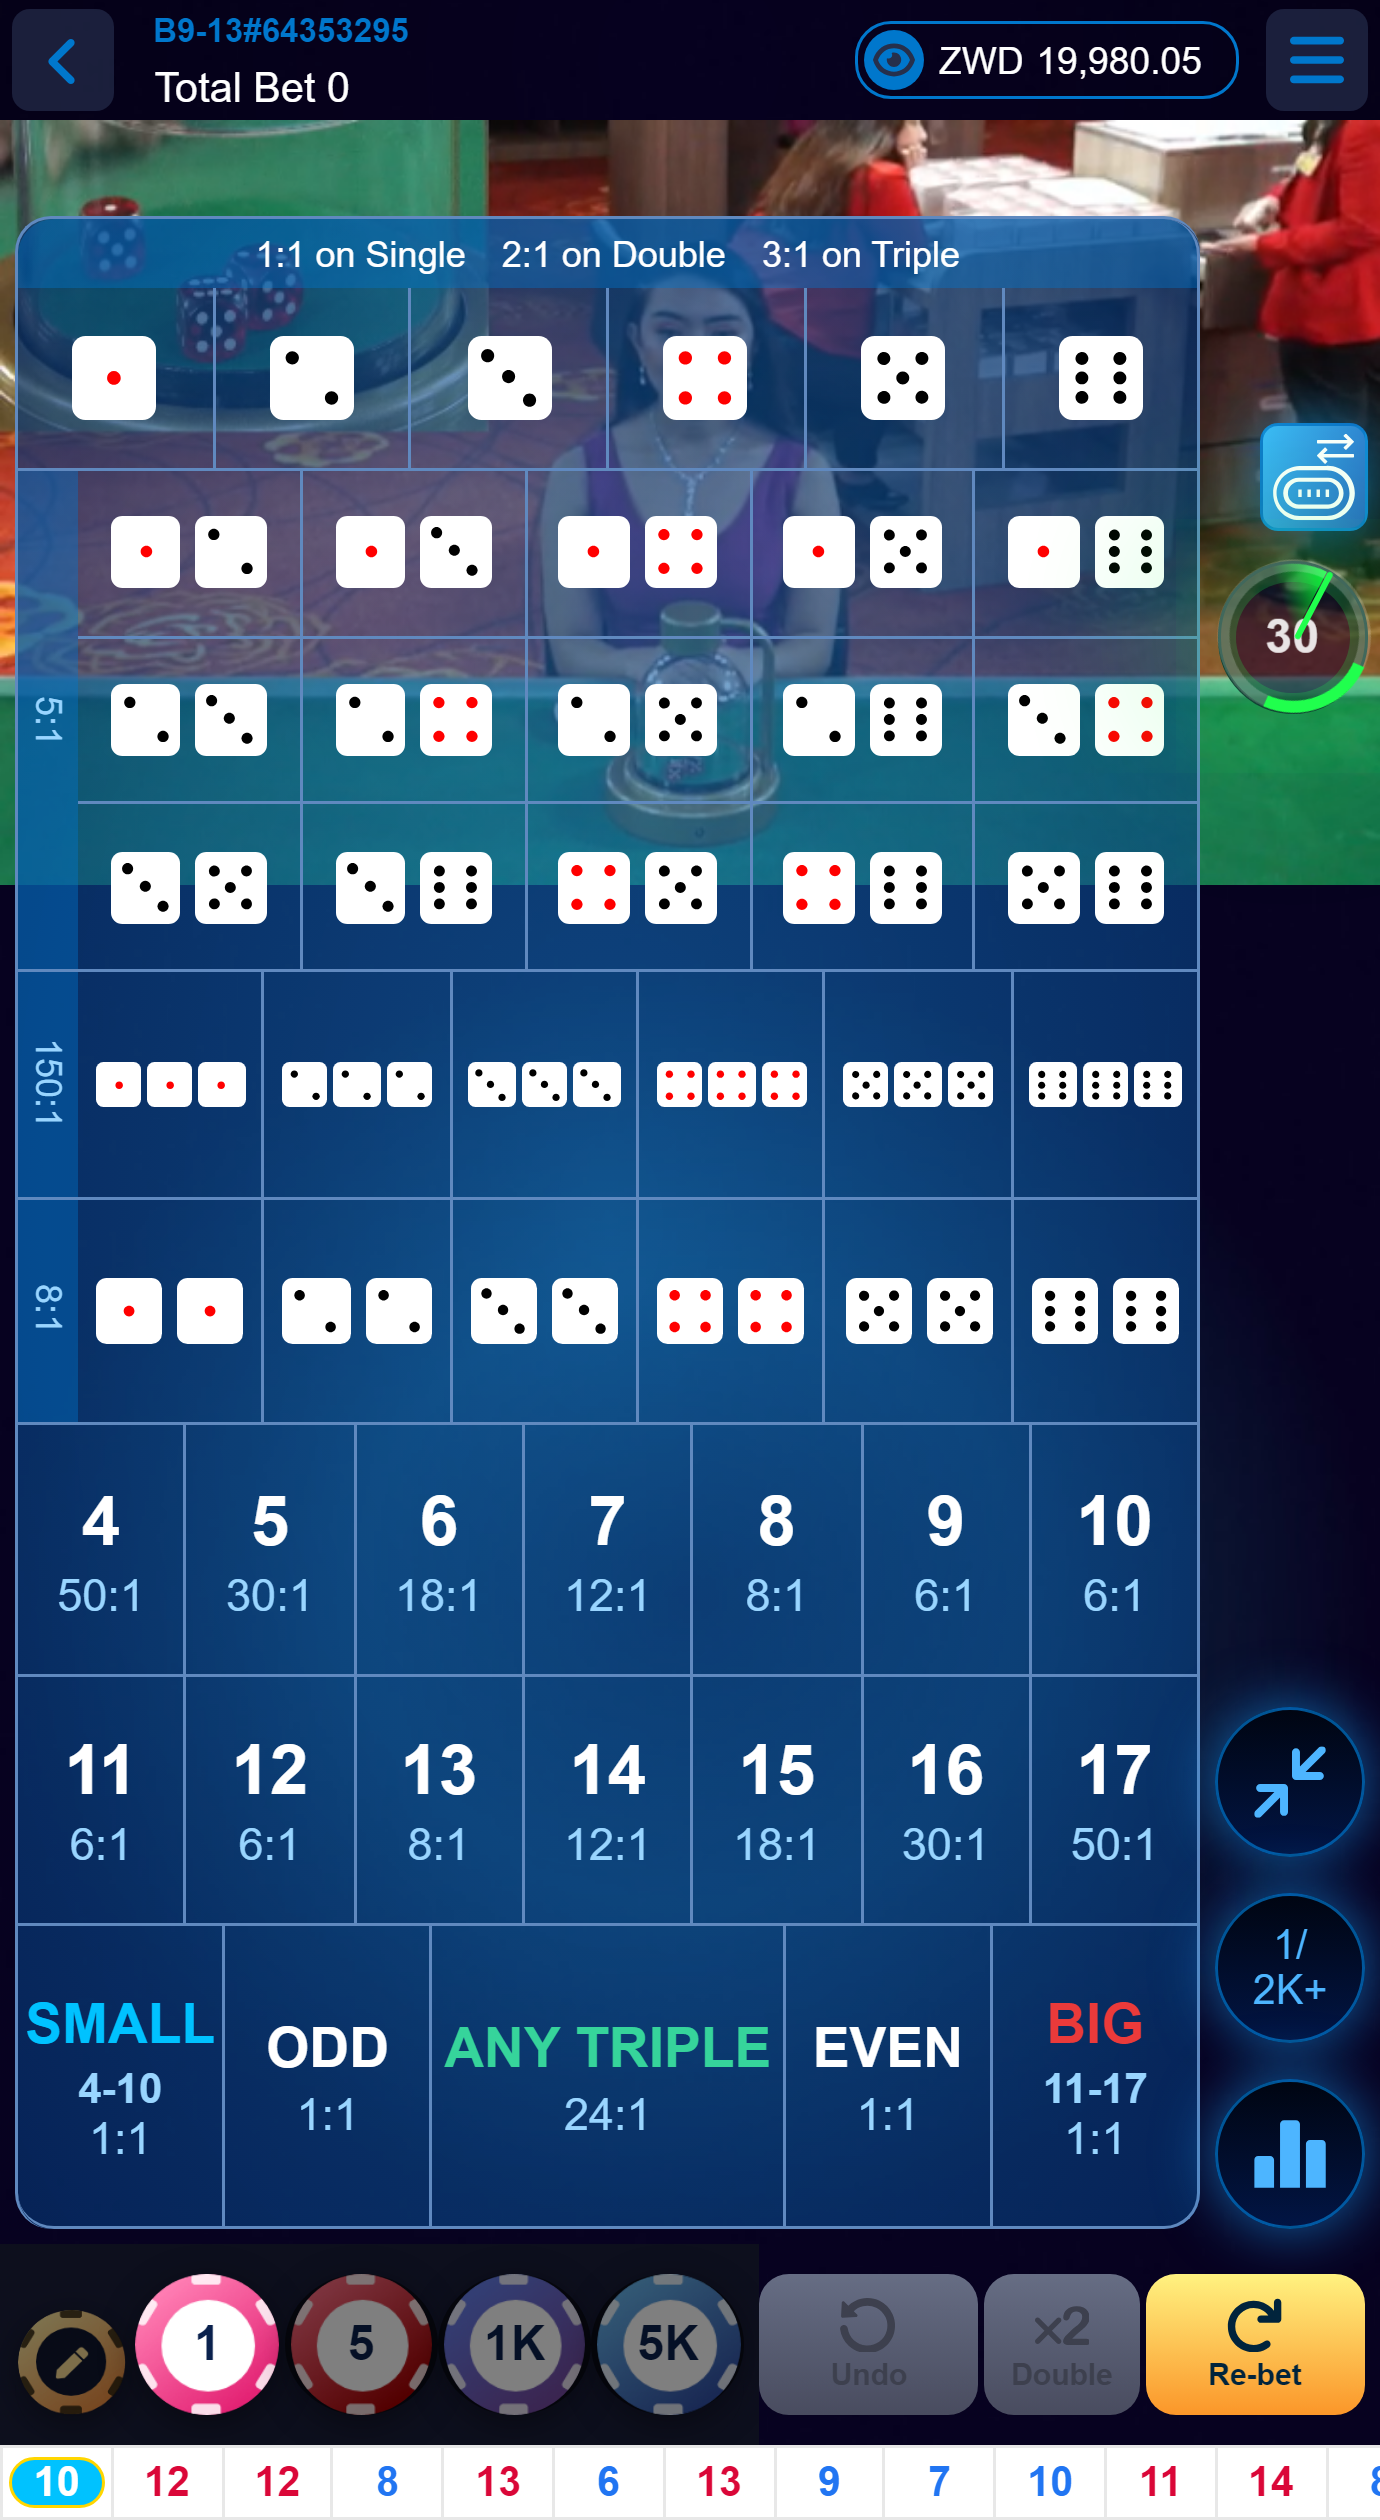 B9-13#64353295
Total Bet 0
ZWD 19,980.05
1:1 on Single 2:1 on Double 3:1 on Triple
30
5:1
150:1
8:1
4 5 6 7 8 9 10
50:1 30:1 18:1 12:1 8:1 6:1 6:1
11 12 13 14 15 16 17
6:1 6:1 8:1 12:1 18:1 30:1 50:1
1/
2K+
SMALL
4-10
1:1
ODD
1:1
ANY TRIPLE
24:1
EVEN
1:1
BIG
11-17
1:1
1 5 1K 5K
Undo
x2
Double
Re-bet
10 12 12 8 13 6 13 9 7 10 11 14